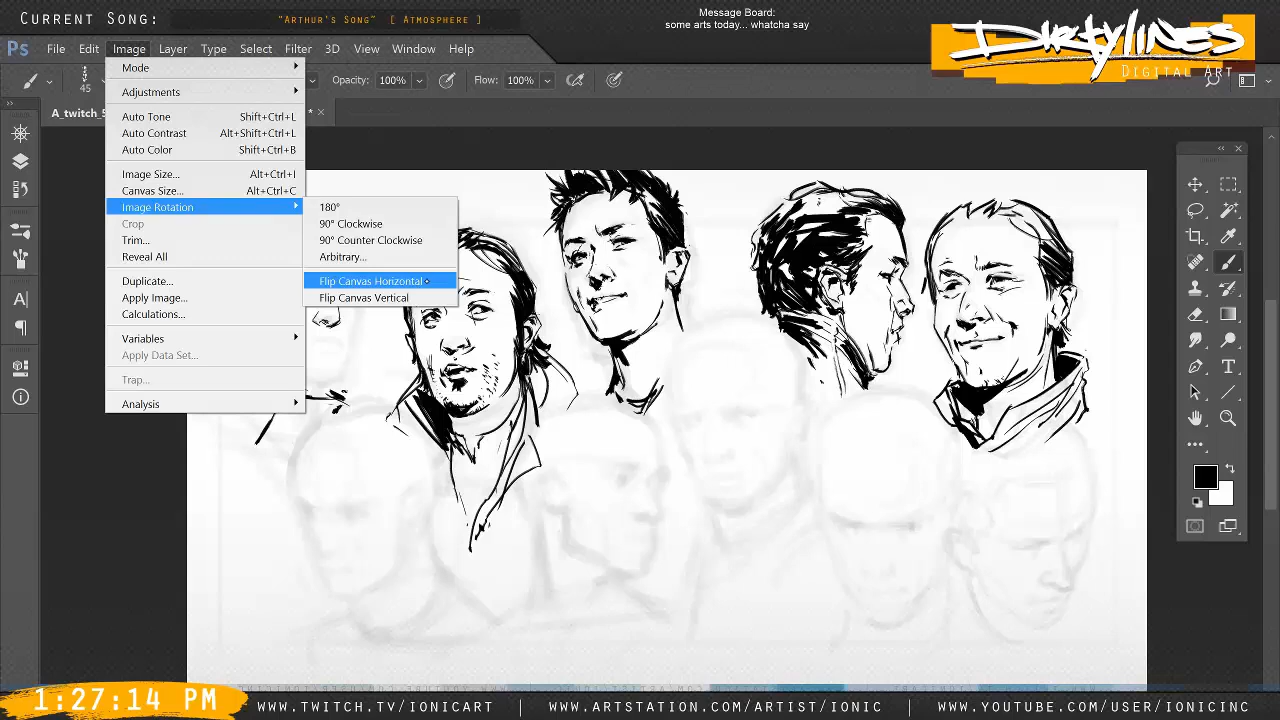 Current Song:
"Arthur's Song" [ Atmosphere ]
Message Board:
some arts today... whatcha say
DIRTYLINES
Digital Art
Ps File Edit Image Layer Type Select Filter 3D View Window Help
45
Opacity: 100%
Flow: 100%
A_twitch_5
* ×
Mode
Adjustments
Auto Tone Shift+Ctrl+L
Auto Contrast Alt+Shift+Ctrl+L
Auto Color Shift+Ctrl+B
Image Size... Alt+Ctrl+I
Canvas Size... Alt+Ctrl+C
Image Rotation
Crop
Trim...
Reveal All
Duplicate...
Apply Image...
Calculations...
Variables
Apply Data Set...
Trap...
Analysis
180°
90° Clockwise
90° Counter Clockwise
Arbitrary...
Flip Canvas Horizontal
Flip Canvas Vertical
1:27:14 PM
www.twitch.tv/ionicart | www.artstation.com/artist/ionic | www.youtube.com/user/ionicinc